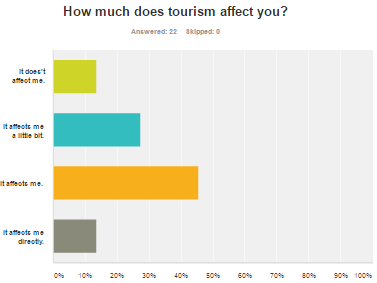 How much does tourism affect you?
Answered: 22 Skipped: 0
It does't
affect me.
It affects me
a little bit.
It affects me.
It affects me
directly.
0% 10% 20% 30% 40% 50% 60% 70% 80% 90% 100%